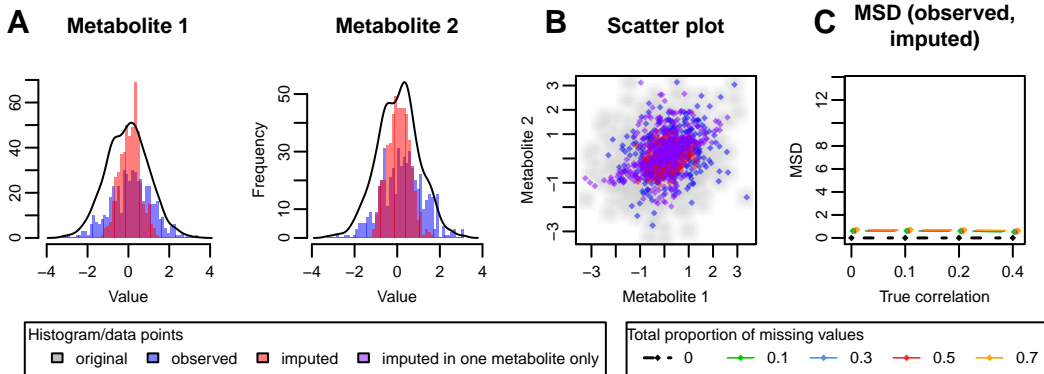 A
Metabolite 1
Metabolite 2
B
Scatter plot
C
MSD (observed,
imputed)
0
20
40
60
−4
−2
0
2
4
Value
Frequency
0
10
30
50
−4
−2
0
2
4
Value
Metabolite 2
−3
−1
1
2
3
−3
−1
0
1
2
3
Metabolite 1
MSD
0
2
4
8
12
0
0.1
0.2
0.4
True correlation
Histogram/data points
original
observed
imputed
imputed in one metabolite only
Total proportion of missing values
0
0.1
0.3
0.5
0.7